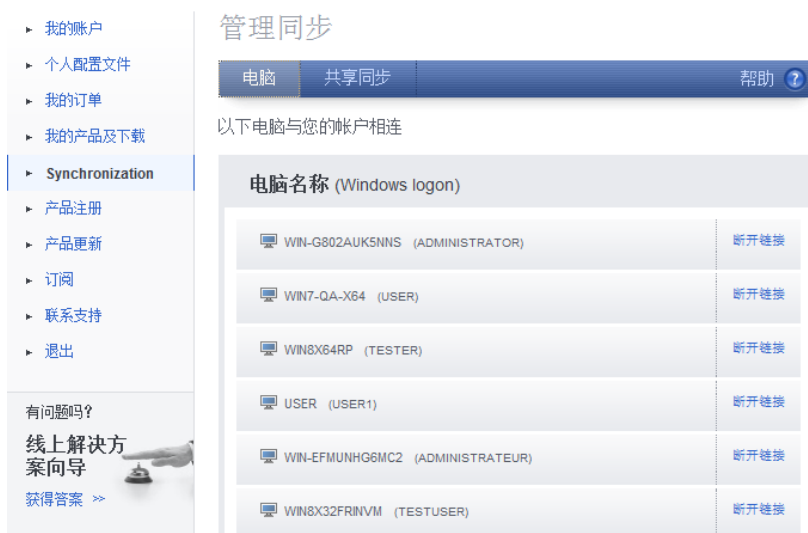 我的账户
个人配置文件
我的订单
我的产品及下载
Synchronization
产品注册
产品更新
订阅
联系支持
退出
有问题吗?
线上解决方
案向导
获得答案 >>
管理同步
电脑 共享同步 帮助 ?
以下电脑与您的帐户相连
电脑名称 (Windows logon)
WIN-G802AUK5NNS (ADMINISTRATOR) 断开链接
WIN7-QA-X64 (USER) 断开链接
WIN8X64RP (TESTER) 断开链接
USER (USER1) 断开链接
WIN-EFMUNHG6MC2 (ADMINISTRATEUR) 断开链接
WIN8X32FRINVM (TESTUSER) 断开链接